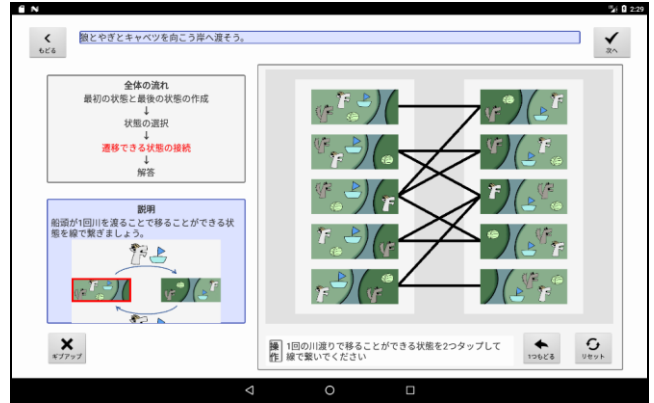 2:29
狼とやぎとキャベツを向こう岸へ渡そう。
もどる
次へ
全体の流れ
最初の状態と最後の状態の作成
↓
状態の選択
↓
遷移できる状態の接続
↓
解答
説明
船頭が1回川を渡ることで移ることができる状
態を線で繋ぎましょう。
ギブアップ
操作
1回の川渡りで移ることができる状態を2つタップして
線で繋いでください
1つもどる
リセット